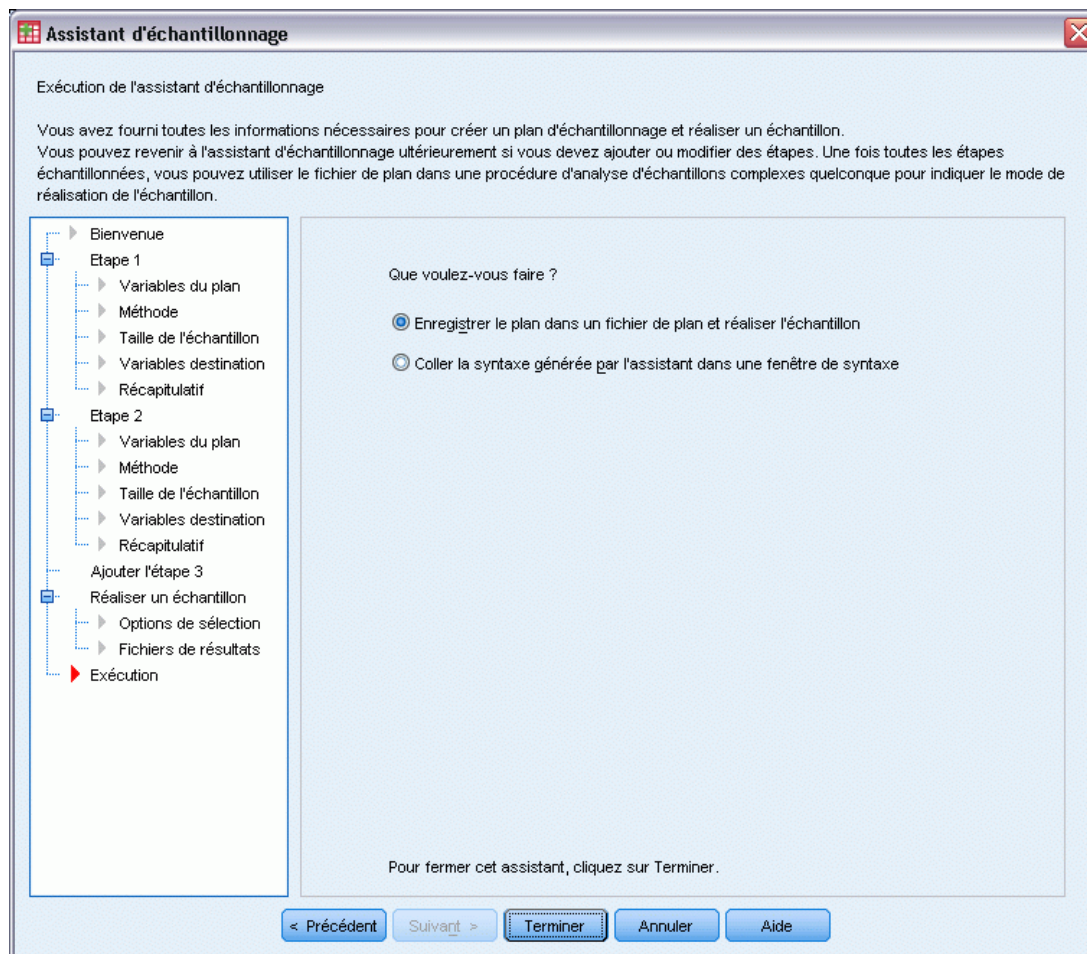 Assistant d'échantillonnage
Exécution de l'assistant d'échantillonnage
Vous avez fourni toutes les informations nécessaires pour créer un plan d'échantillonnage et réaliser un échantillon.
Vous pouvez revenir à l'assistant d'échantillonnage ultérieurement si vous devez ajouter ou modifier des étapes. Une fois toutes les étapes
échantillonnées, vous pouvez utiliser le fichier de plan dans une procédure d'analyse d'échantillons complexes quelconque pour indiquer le mode de
réalisation de l'échantillon.
Bienvenue
Etape 1
Variables du plan
Méthode
Taille de l'échantillon
Variables destination
Récapitulatif
Etape 2
Variables du plan
Méthode
Taille de l'échantillon
Variables destination
Récapitulatif
Ajouter l'étape 3
Réaliser un échantillon
Options de sélection
Fichiers de résultats
Exécution
Que voulez-vous faire ?
Enregistrer le plan dans un fichier de plan et réaliser l'échantillon
Coller la syntaxe générée par l'assistant dans une fenêtre de syntaxe
Pour fermer cet assistant, cliquez sur Terminer.
< Précédent
Suivant >
Terminer
Annuler
Aide